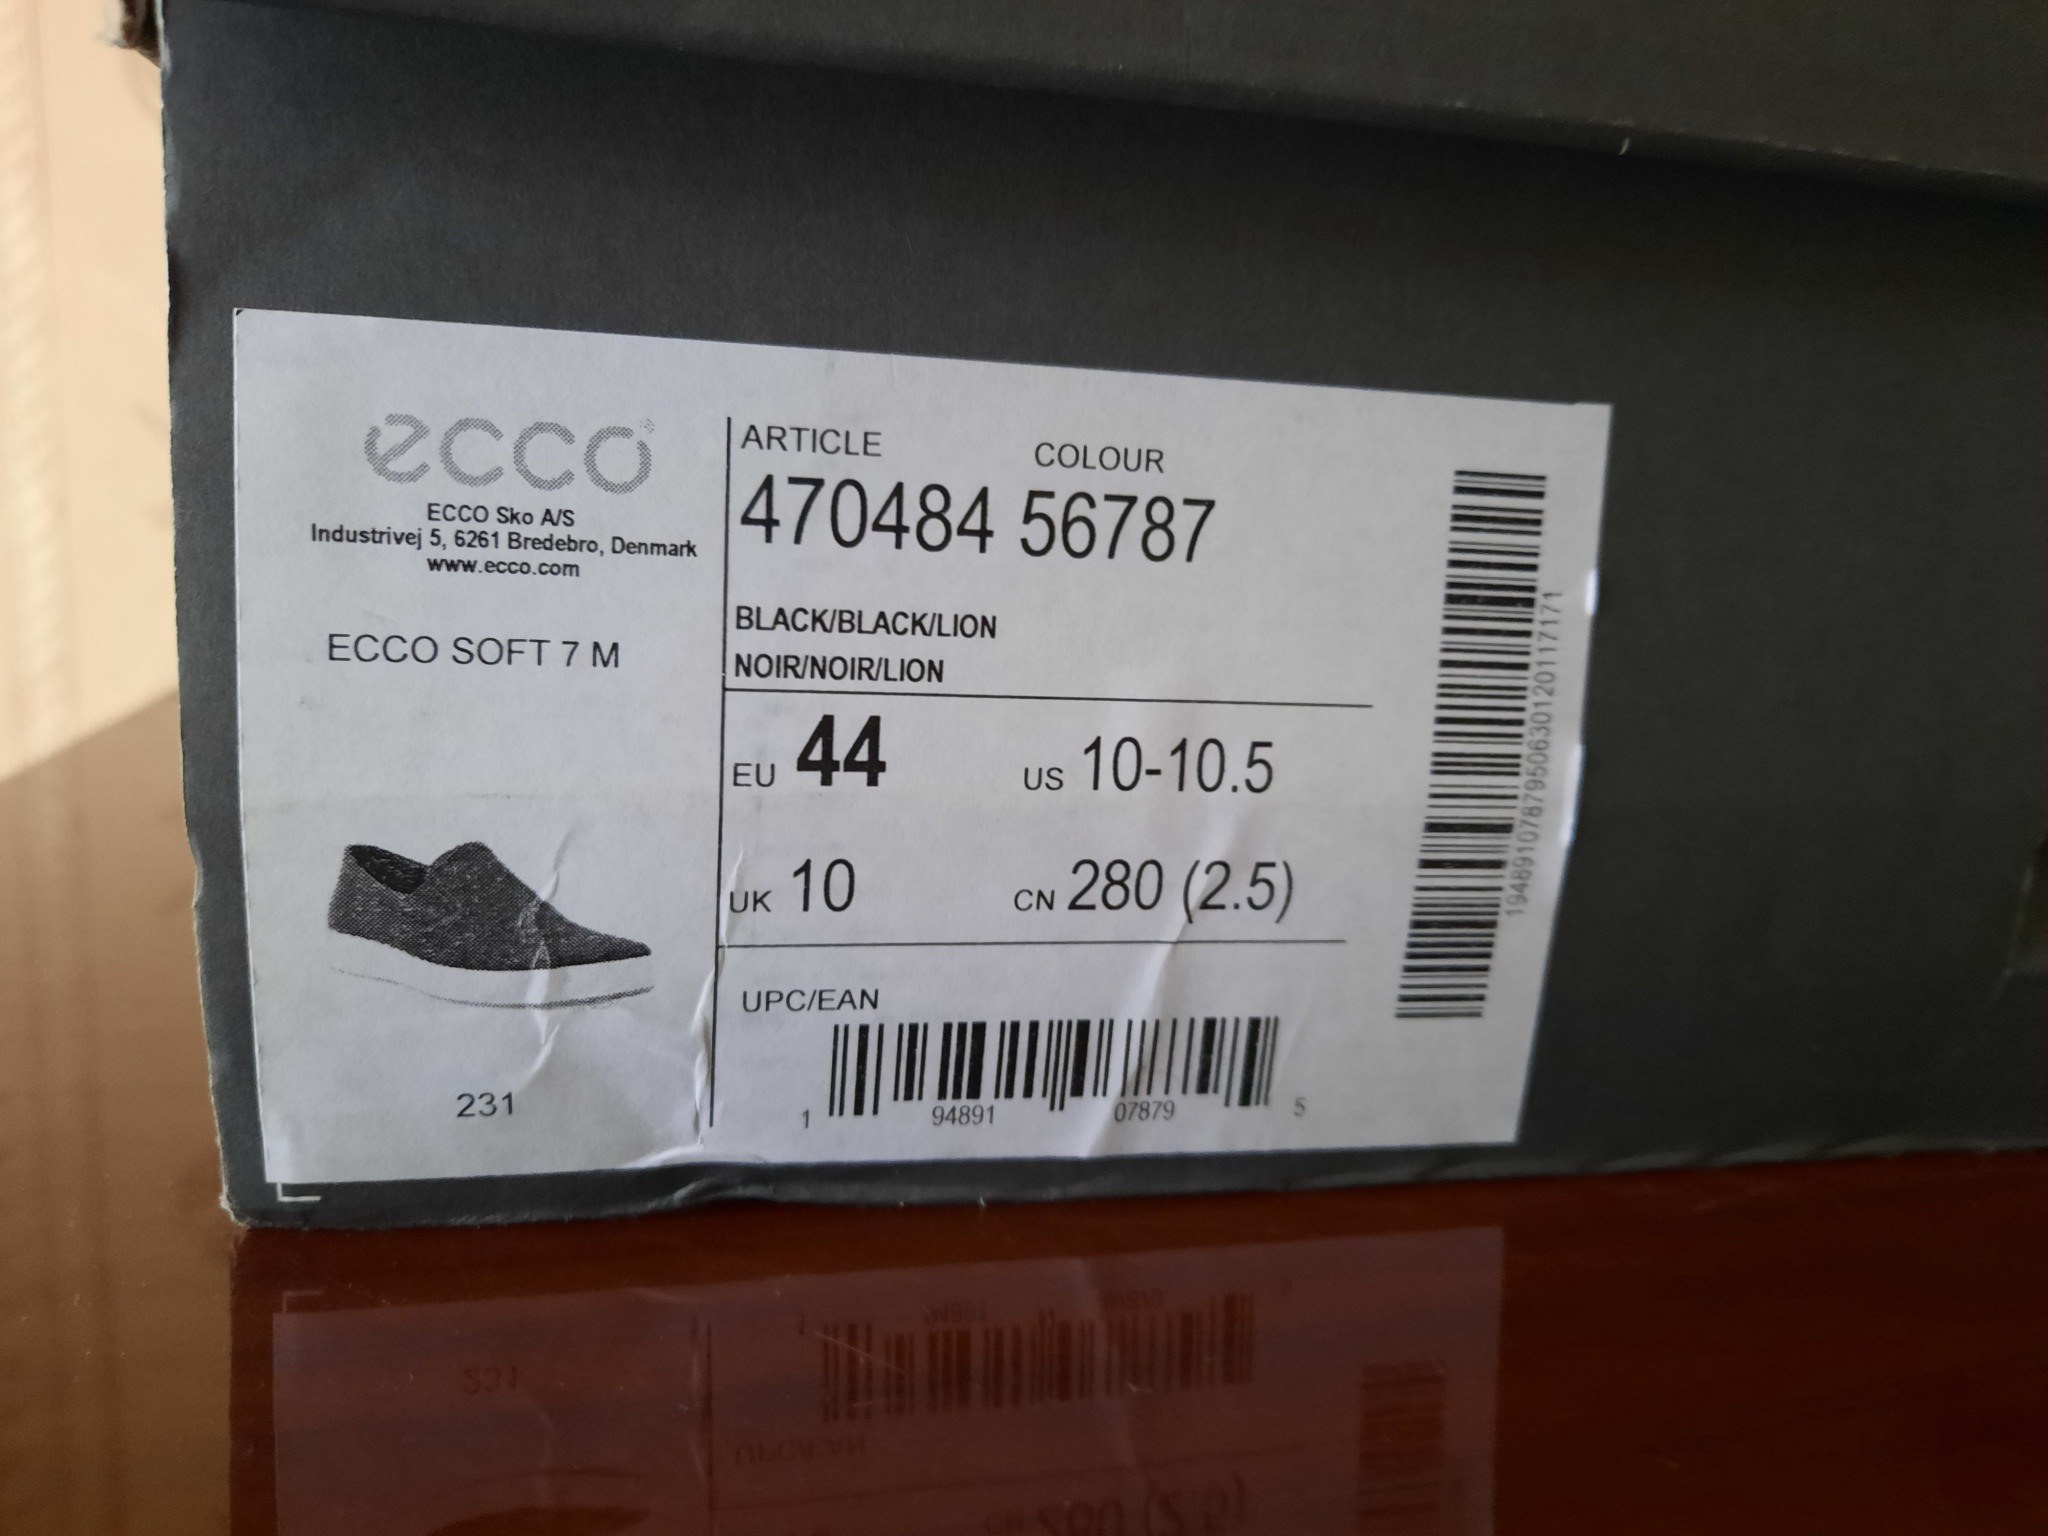 ecco
ECCO Sko A/S
Industrivej 5, 6261 Bredebro, Denmark
www.ecco.com
ECCO SOFT 7 M
231
ARTICLE COLOUR
470484 56787
BLACK/BLACK/LION
NOIR/NOIR/LION
EU 44 US 10-10.5
UK 10 CN 280 (2.5)
UPC/EAN
1 94891 07879 5